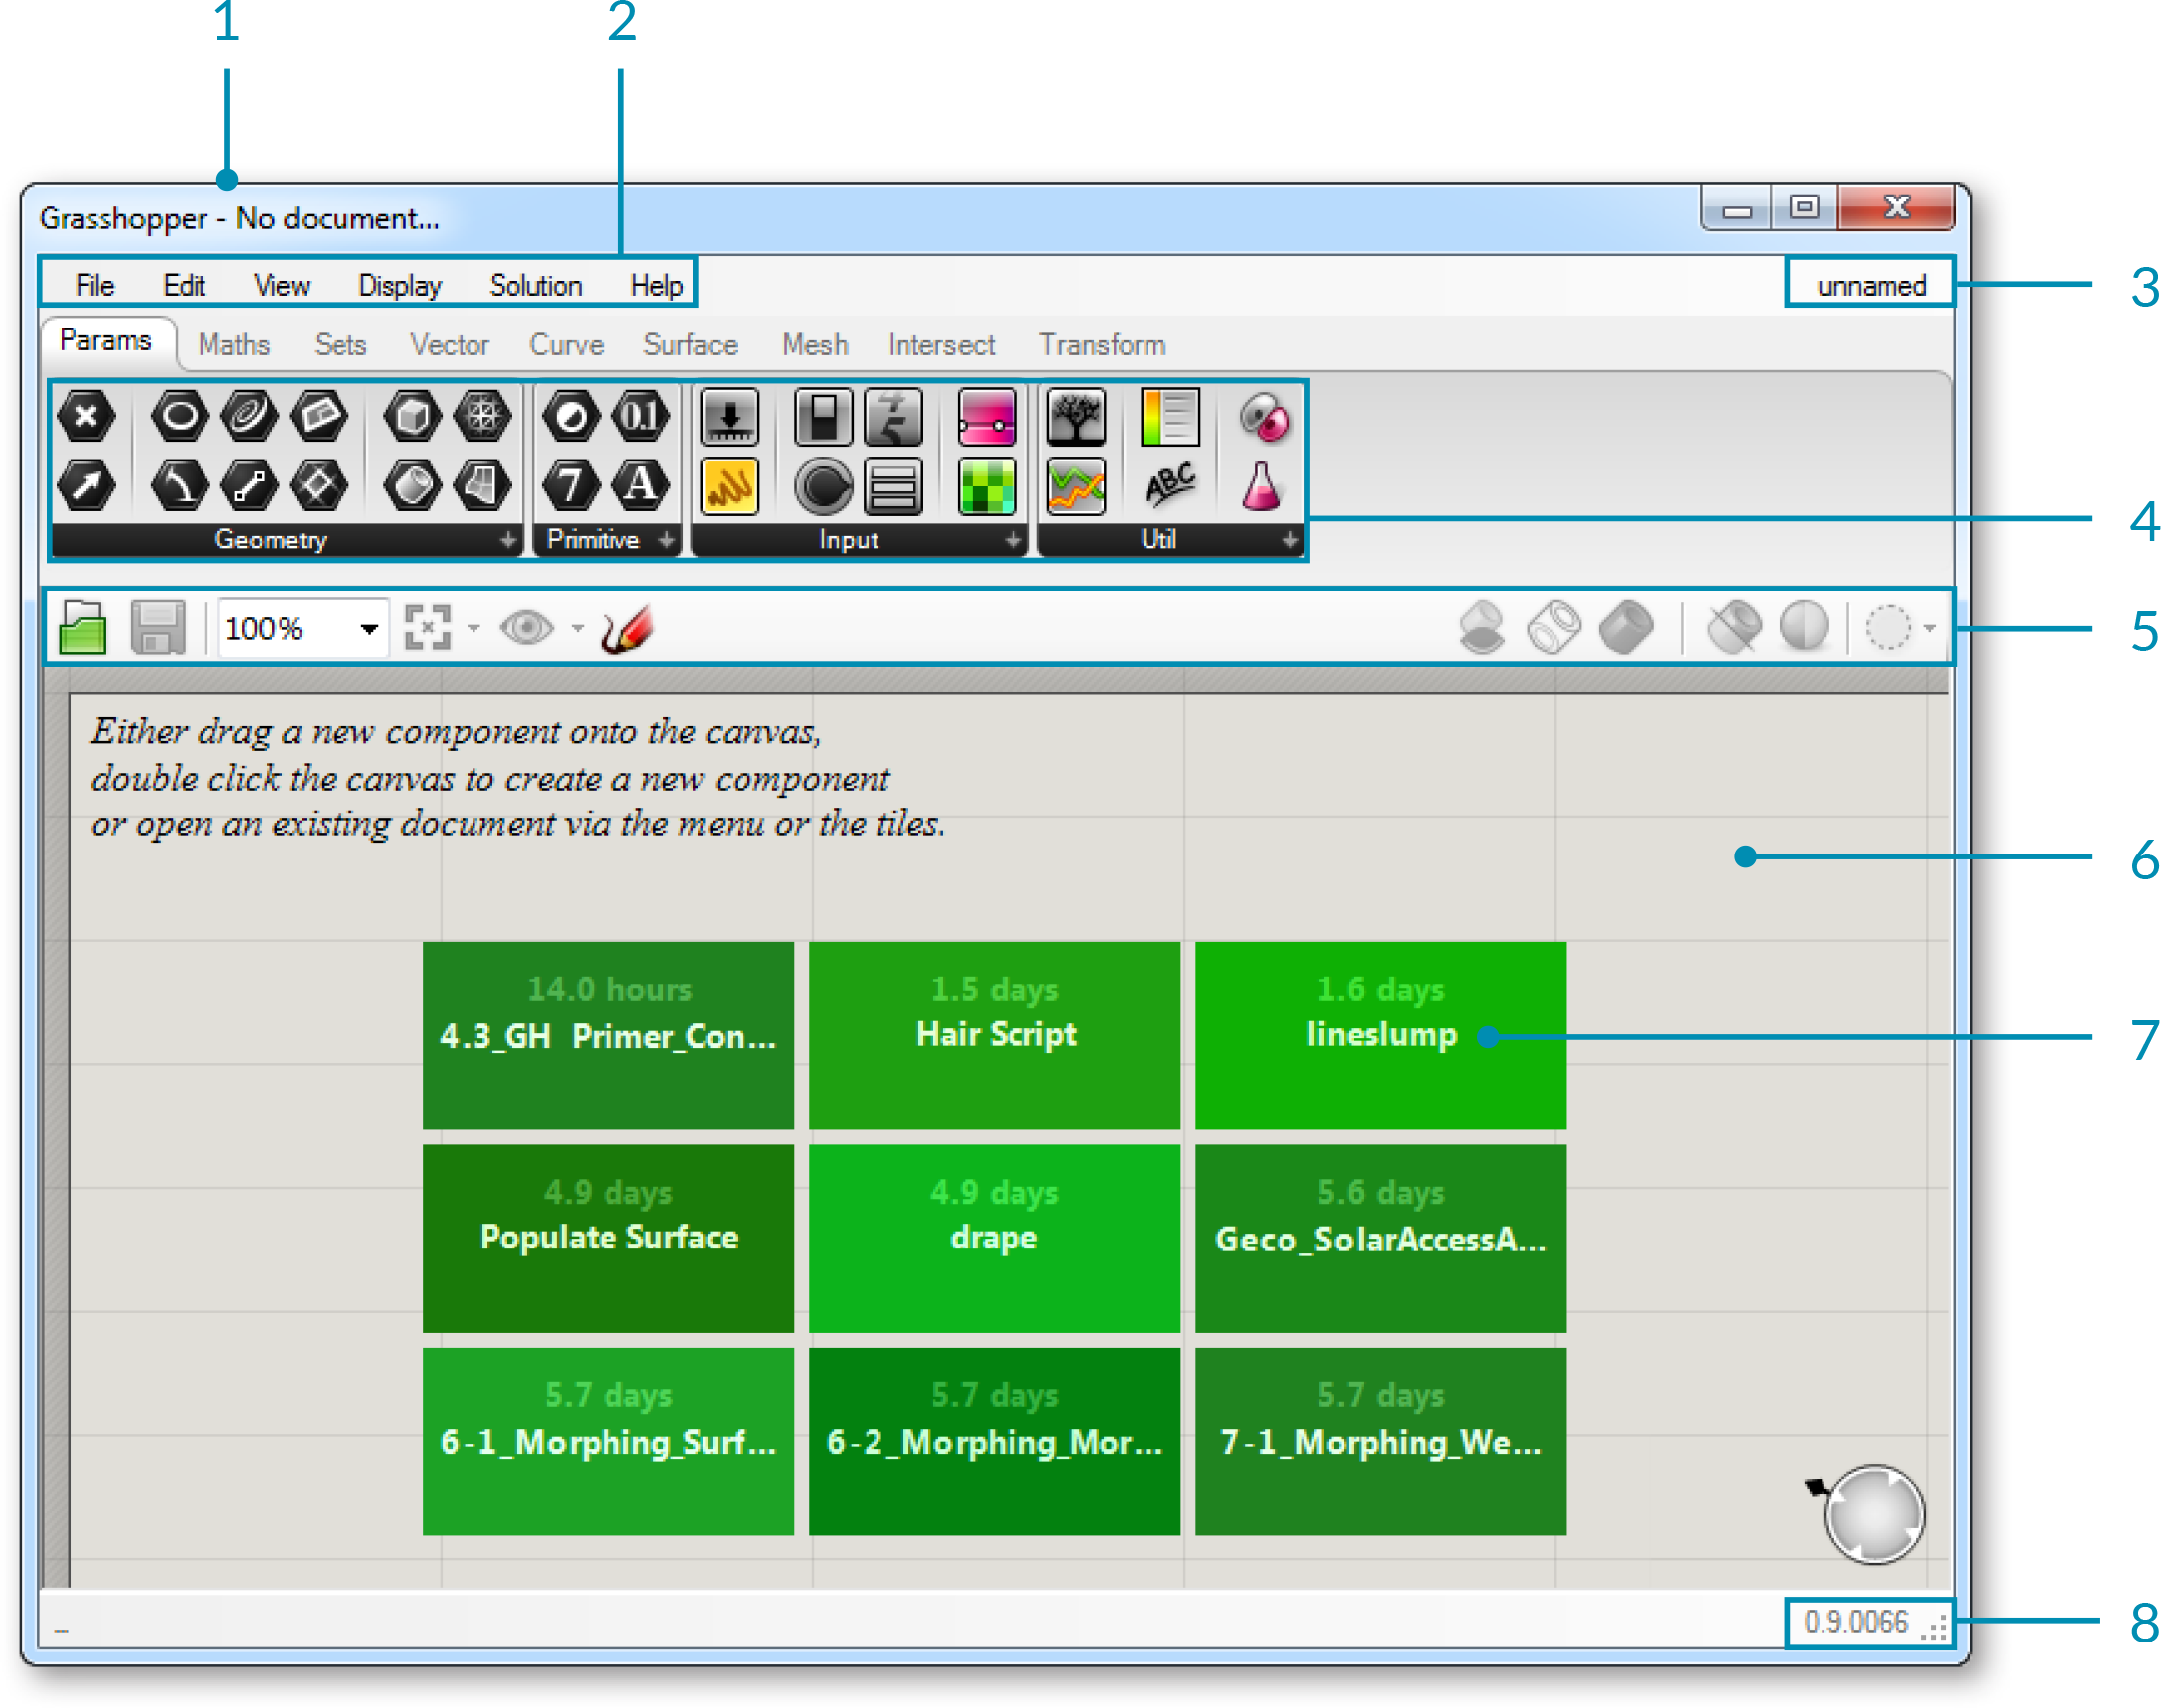 1
2
Grasshopper - No document...
File Edit View Display Solution Help
unnamed
3
Params Maths Sets Vector Curve Surface Mesh Intersect Transform
0.1
4
5
7
A
ABC
Geometry
Primitive
Input
Util
4
100%
5
Either drag a new component onto the canvas,
double click the canvas to create a new component
or open an existing document via the menu or the tiles.
6
14.0 hours
4.3_GH Primer_Con...
1.5 days
Hair Script
1.6 days
lineslump
7
4.9 days
Populate Surface
4.9 days
drape
5.6 days
Geco_SolarAccessA...
5.7 days
6-1_Morphing_Surf...
5.7 days
6-2_Morphing_Mor...
5.7 days
7-1_Morphing_We...
0.9.0066
8